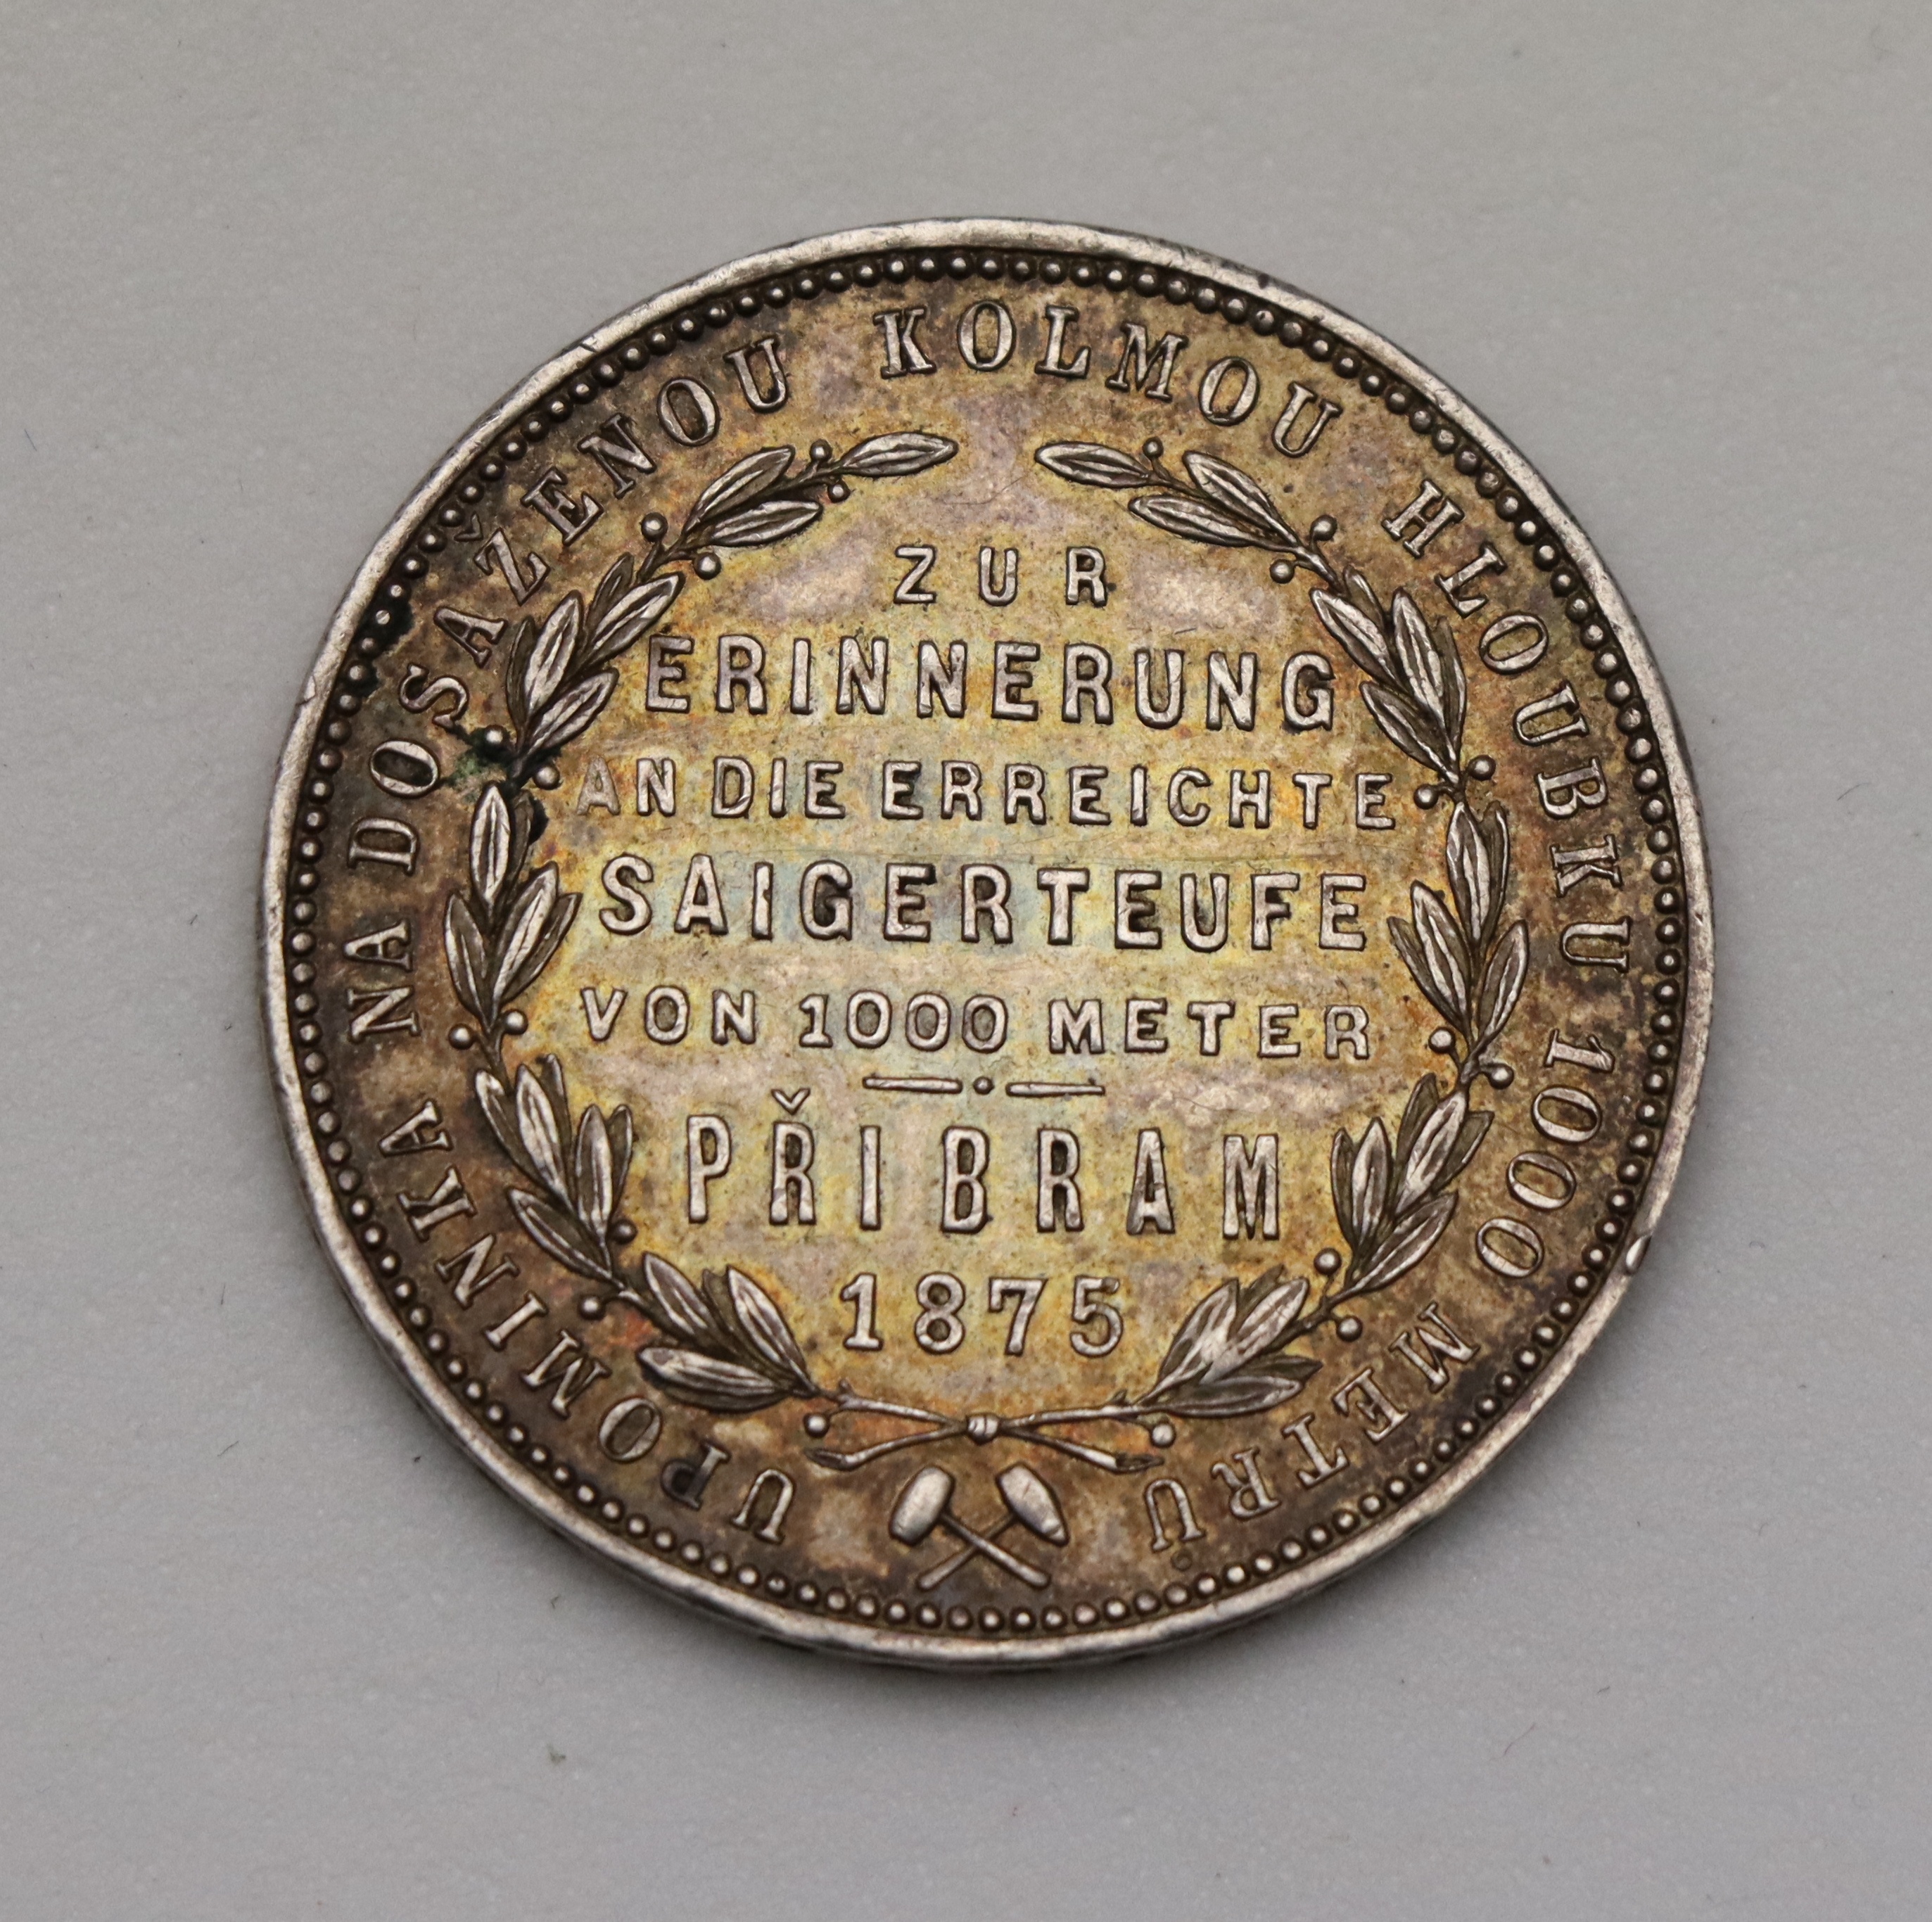 UPOMINKA NA DOSAŽENOU KOLMOU HLOUBKU 1000 METRŮ
ZUR
ERINNERUNG
AN DIE ERREICHTE
SAIGERTEUFE
VON 1000 METER
PŘIBRAM
1875